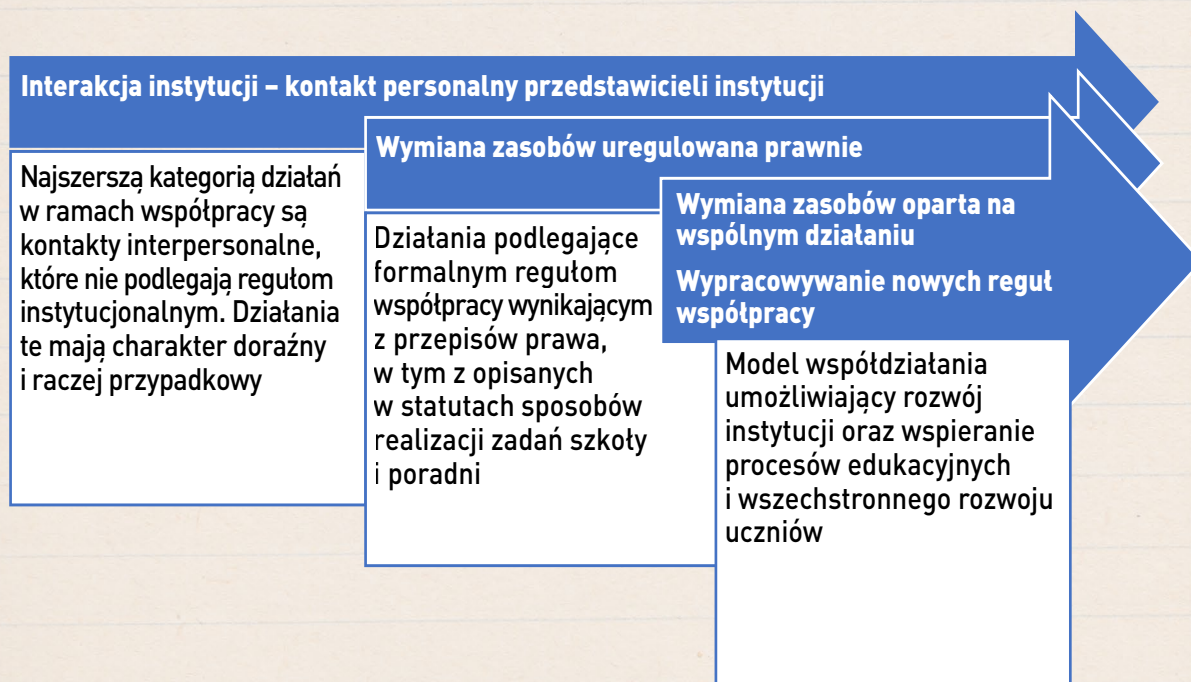 Interakcja instytucji – kontakt personalny przedstawicieli instytucji
Najszerszą kategorią działań
w ramach współpracy są
kontakty interpersonalne,
które nie podlegają regułom
instytucjonalnym. Działania
te mają charakter doraźny
i raczej przypadkowy
Wymiana zasobów uregulowana prawnie
Działania podlegające
formalnym regułom
współpracy wynikającym
z przepisów prawa,
w tym z opisanych
w statutach sposobów
realizacji zadań szkoły
i poradni
Wymiana zasobów oparta na
wspólnym działaniu
Wypracowywanie nowych reguł
współpracy
Model współdziałania
umożliwiający rozwój
instytucji oraz wspieranie
procesów edukacyjnych
i wszechstronnego rozwoju
uczniów